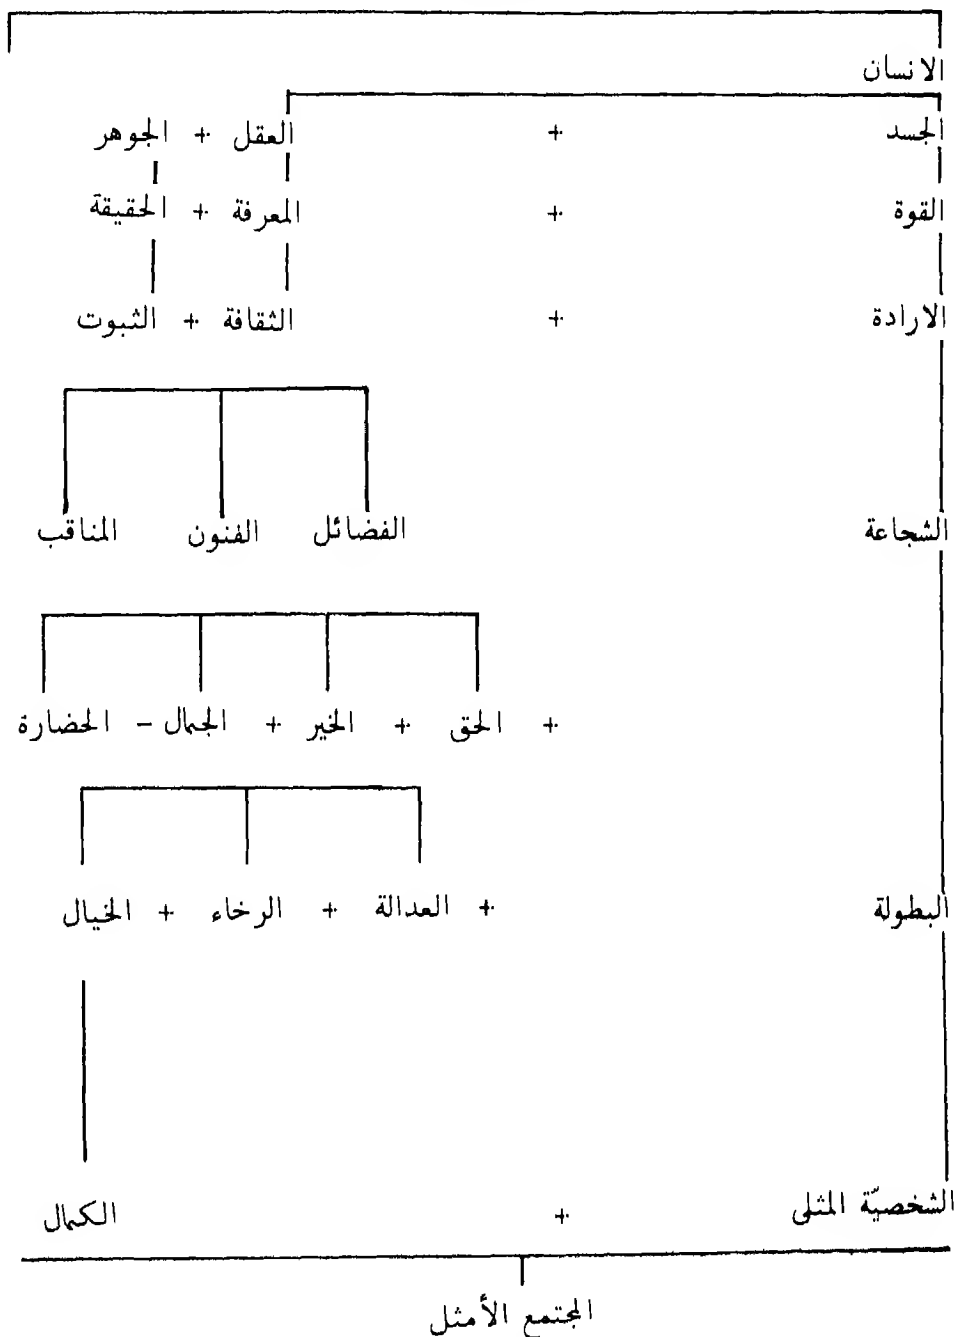 الانسان
الجسد + العقل + الجوهر
القوة + المعرفة + الحقيقة
الارادة + الثقافة + الثبوت
الشجاعة الفضائل الفنون المناقب
+ الحق + الخير + الجمال - الحضارة
البطولة + العدالة + الرخاء + الخيال
الشخصيّة المثلى + الكمال
المجتمع الأمثل